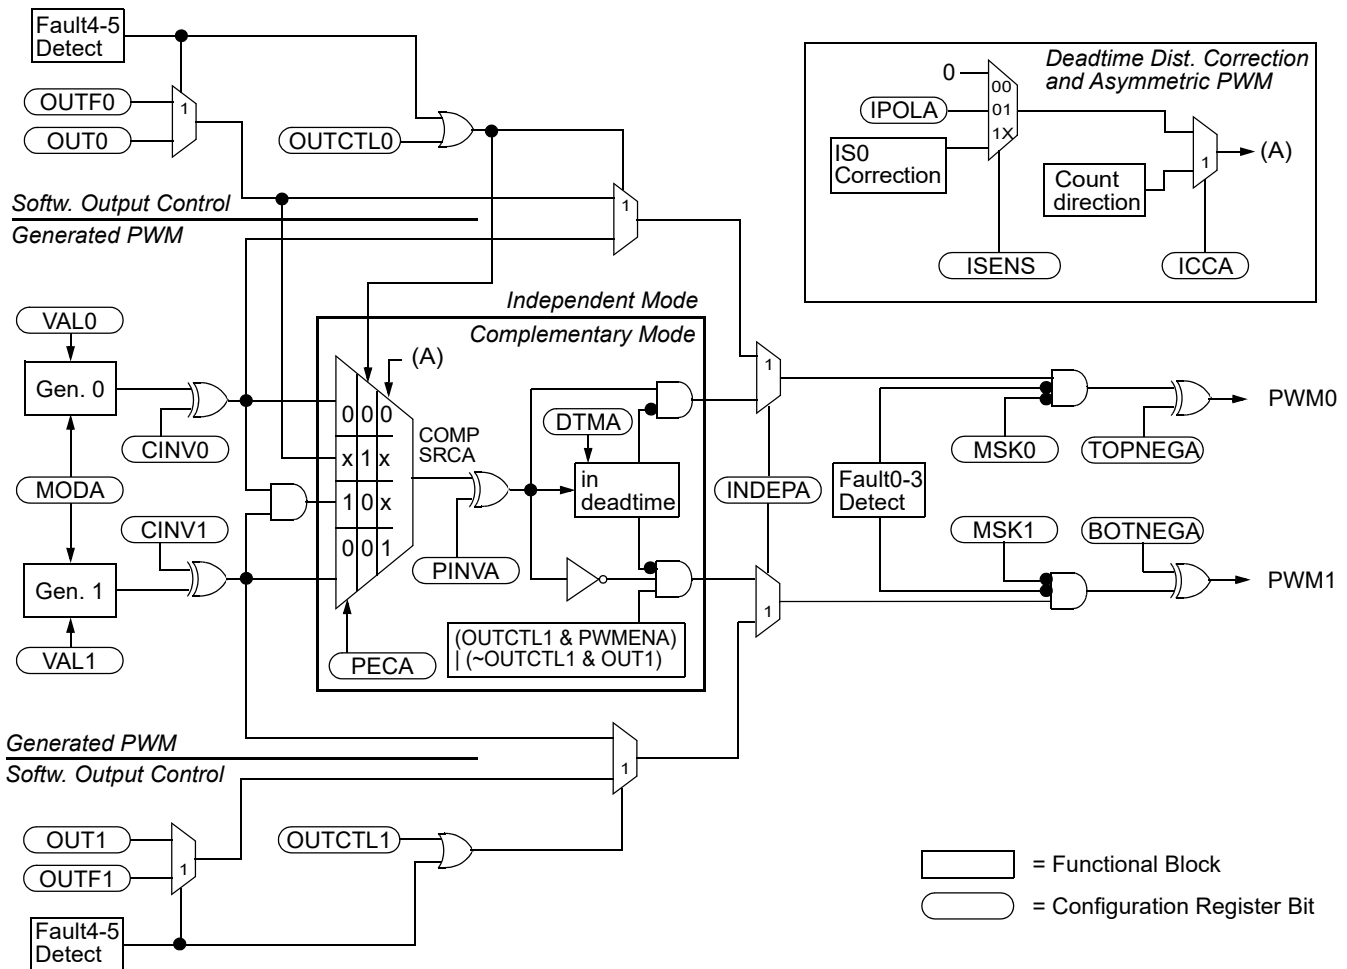 Fault4-5
Detect
OUTF0
1
OUT0
OUTCTL0
Softw. Output Control
Generated PWM
1
Deadtime Dist. Correction
and Asymmetric PWM
0
00
IPOLA
01
1X
IS0
Correction
1
(A)
Count
direction
ISENS
ICCA
Independent Mode
Complementary Mode
VAL0
Gen. 0
CINV0
MODA
CINV1
Gen. 1
VAL1
(A)
0 0 0
x 1 x
1 0 x
0 0 1
COMP
SRCA
PINVA
PECA
DTMA
in
deadtime
(OUTCTL1 & PWMENA)
| (~OUTCTL1 & OUT1)
1
INDEPA
1
MSK0
Fault0-3
Detect
MSK1
TOPNEGA
BOTNEGA
PWM0
PWM1
Generated PWM
Softw. Output Control
1
OUT1
1
OUTF1
OUTCTL1
Fault4-5
Detect
= Functional Block
= Configuration Register Bit